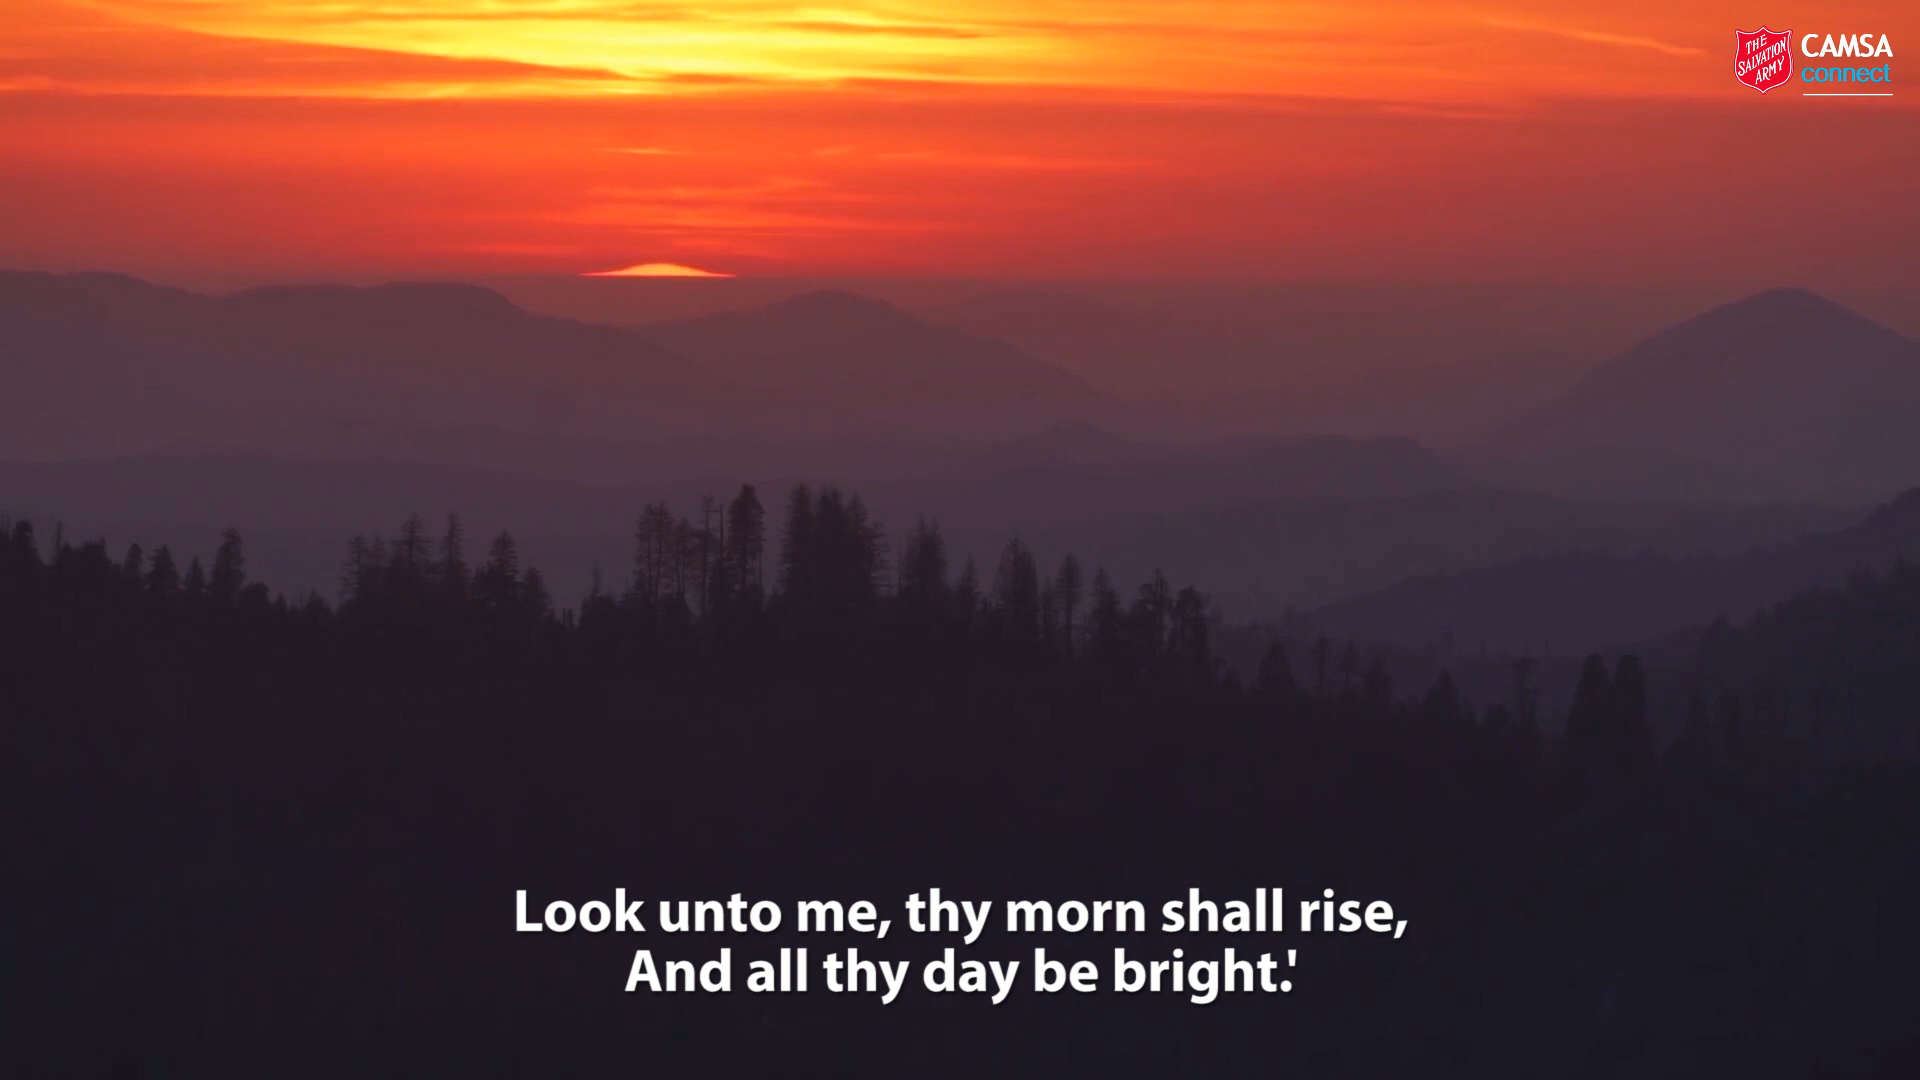 THE
SALVATION
ARMY
CAMSA
connect
Look unto me, thy morn shall rise,
And all thy day be bright.'